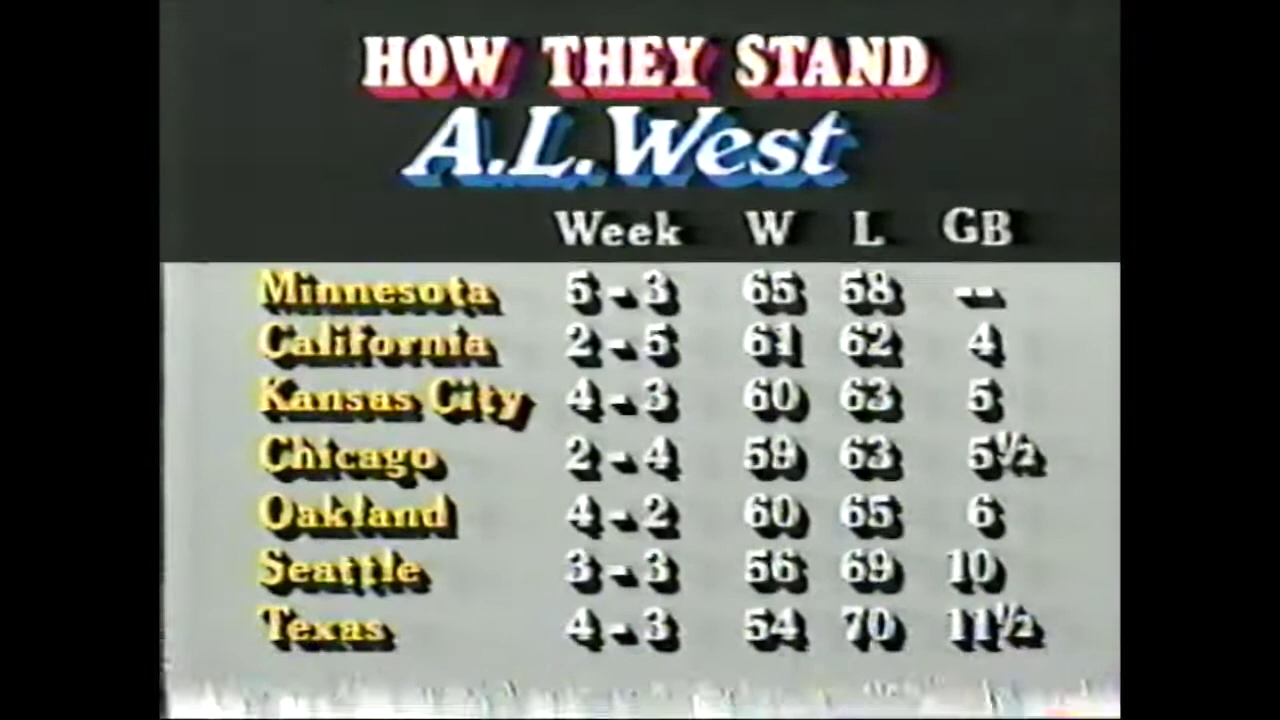 HOW THEY STAND
A.L. West
Week W L GB
Minnesota 5-3 65 58 --
California 2-5 61 62 4
Kansas City 4-3 60 63 5
Chicago 2-4 59 63 5½
Oakland 4-2 60 65 6
Seattle 3-3 56 69 10
Texas 4-3 54 70 11½